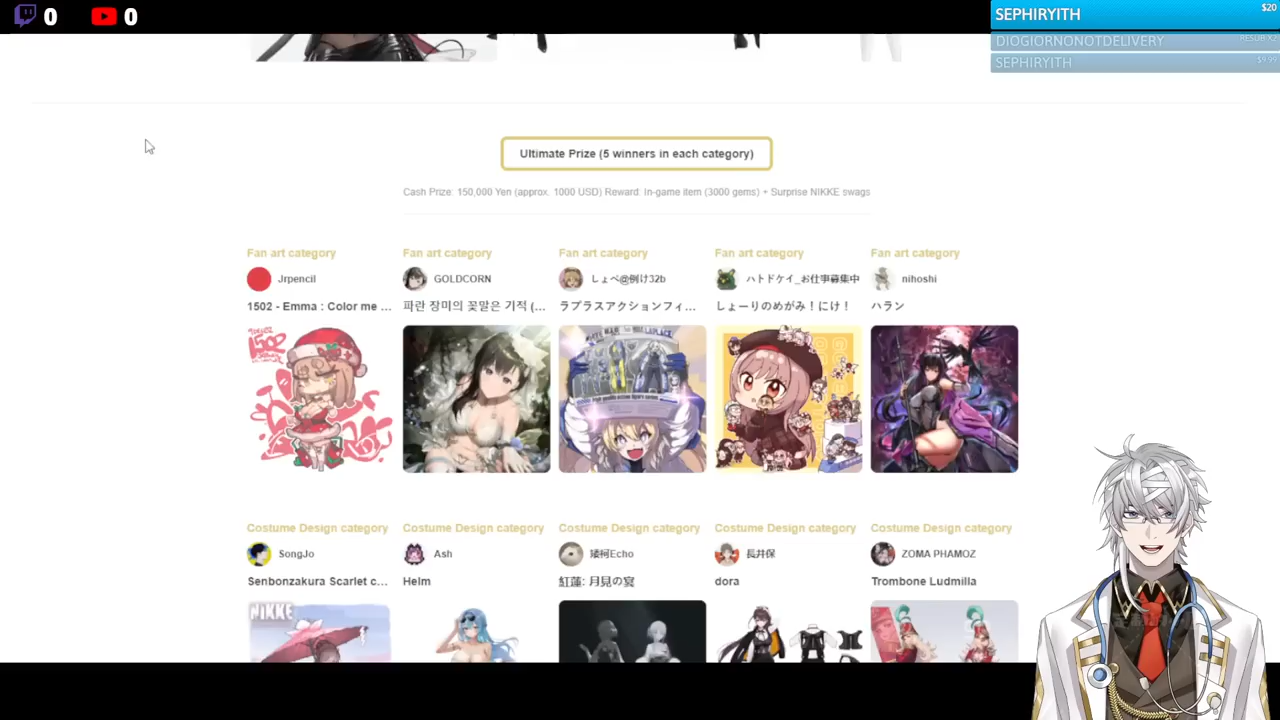 0
0
SEPHIRYITH
$20
DIOGIORNONOTDELIVERY
RESUB X2
SEPHIRYITH
$9.99
Ultimate Prize (5 winners in each category)
Cash Prize: 150,000 Yen (approx. 1000 USD) Reward: In-game item (3000 gems) + Surprise NIKKE swags
Fan art category
Jrpencil
1502 - Emma : Color me ...
Fan art category
GOLDCORN
파란 장미의 꽃말은 기적 (...
Fan art category
しょべ@例け32b
ラプラスアクションフィ...
Fan art category
ハトドケイ_お仕事募集中
しょーりのめがみ！にけ！
Fan art category
nihoshi
ハラン
1502
Costume Design category
SongJo
Senbonzakura Scarlet c...
Costume Design category
Ash
Helm
Costume Design category
矮柯Echo
紅蓮: 月見の宴
Costume Design category
長井保
dora
Costume Design category
ZOMA PHAMOZ
Trombone Ludmilla
NIKKE